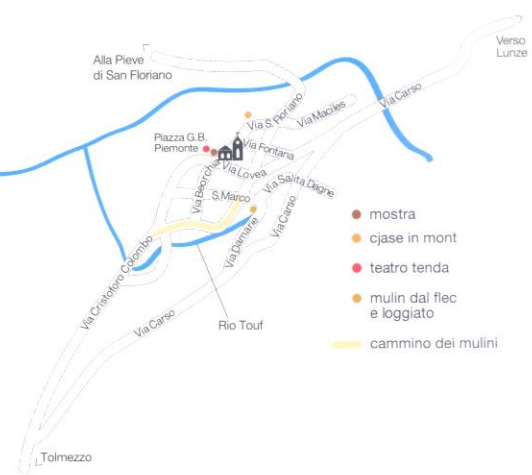 Verso
Lunze
Alla Pieve
di San Floriano
Via Carso
Via Maciles
Via S. Floriano
Piazza G.B.
Piemonte
Via Fontana
Via Beorchia
Via Lovea
Via Salita Dagne
S.Marco
Via Carso
Via Damarie
mostra
cjase in mont
teatro tenda
mulin dal flec
e loggiato
cammino dei mulini
Via Cristoforo Colombo
Via Carso
Rio Touf
Tolmezzo